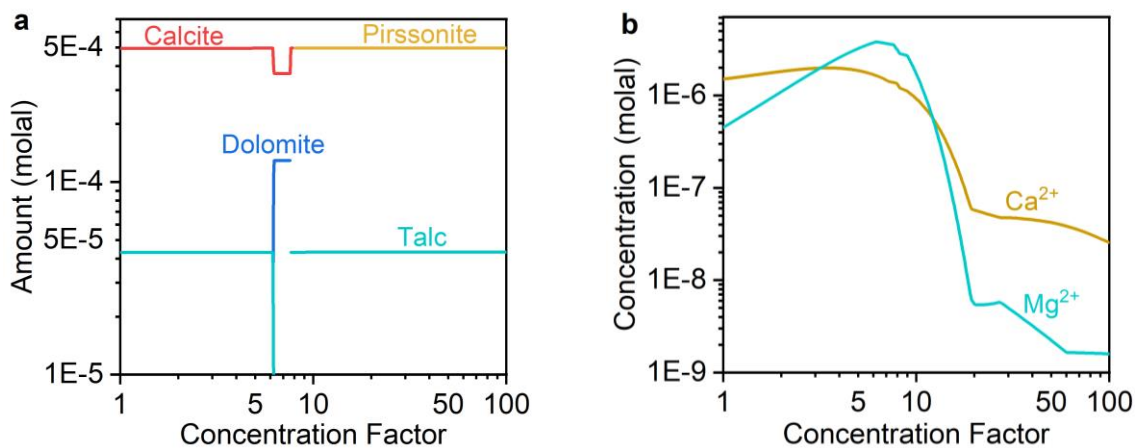 a
Calcite
Pirssonite
Dolomite
Talc
5E-4
1E-4
5E-5
1E-5
Amount (molal)
1
5
10
50
100
Concentration Factor
b
Ca²⁺
Mg²⁺
1E-6
1E-7
1E-8
1E-9
Concentration (molal)
1
5
10
50
100
Concentration Factor